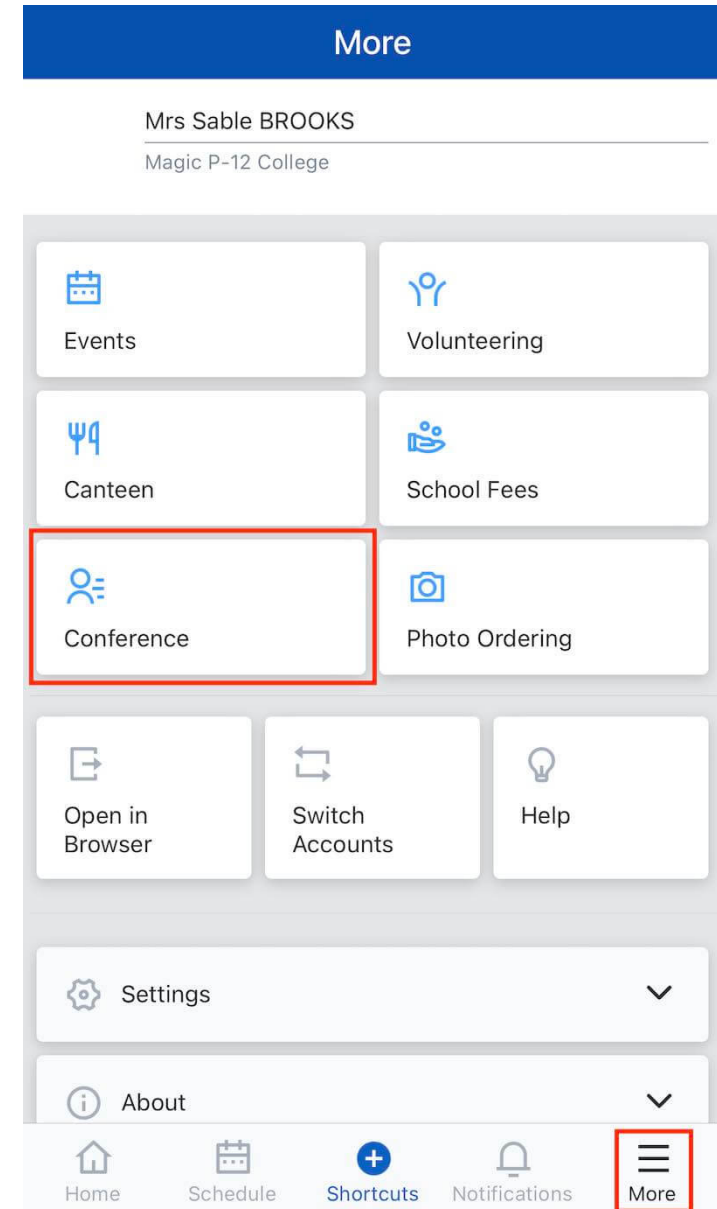 More
Mrs Sable BROOKS
Magic P-12 College
Events
Volunteering
Canteen
School Fees
Conference
Photo Ordering
Open in
Browser
Switch
Accounts
Help
Settings
About
Home
Schedule
Shortcuts
Notifications
More